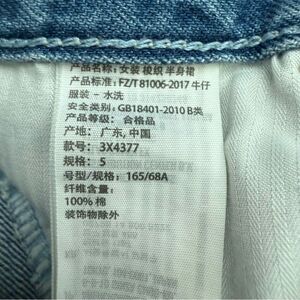 产品名称: 女装 梭织 半身裙
产品标准: FZ/T 81006-2017 牛仔
服装 - 水洗
安全类别: GB18401-2010 B类
产品等级: 合格品
产地: 广东, 中国
款号: 3X4377
规格: S
号型/规格: 165/68A
纤维含量:
100% 棉
装饰物除外